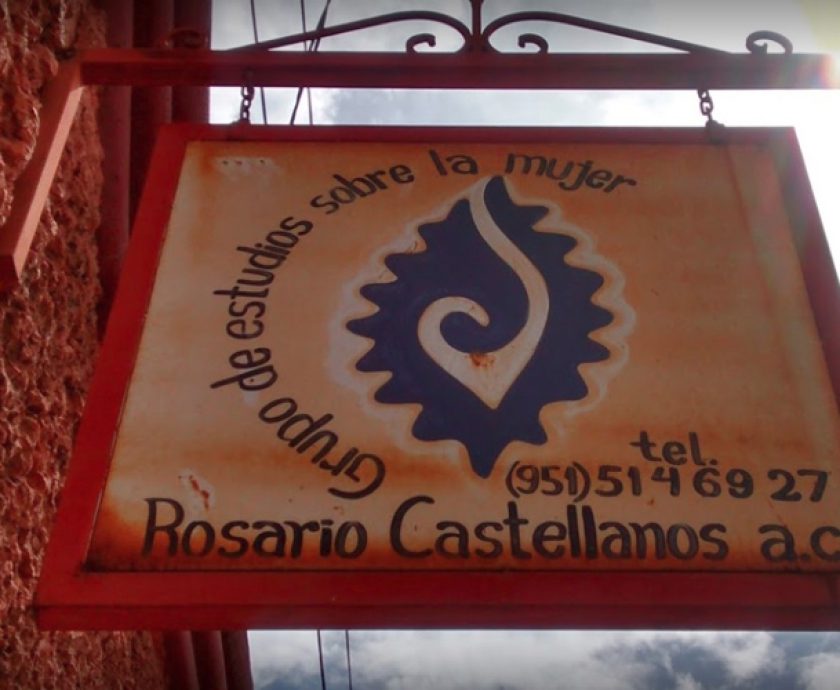 Grupo de estudios sobre la mujer
tel.
(951) 514 69 27
Rosario Castellanos a.c